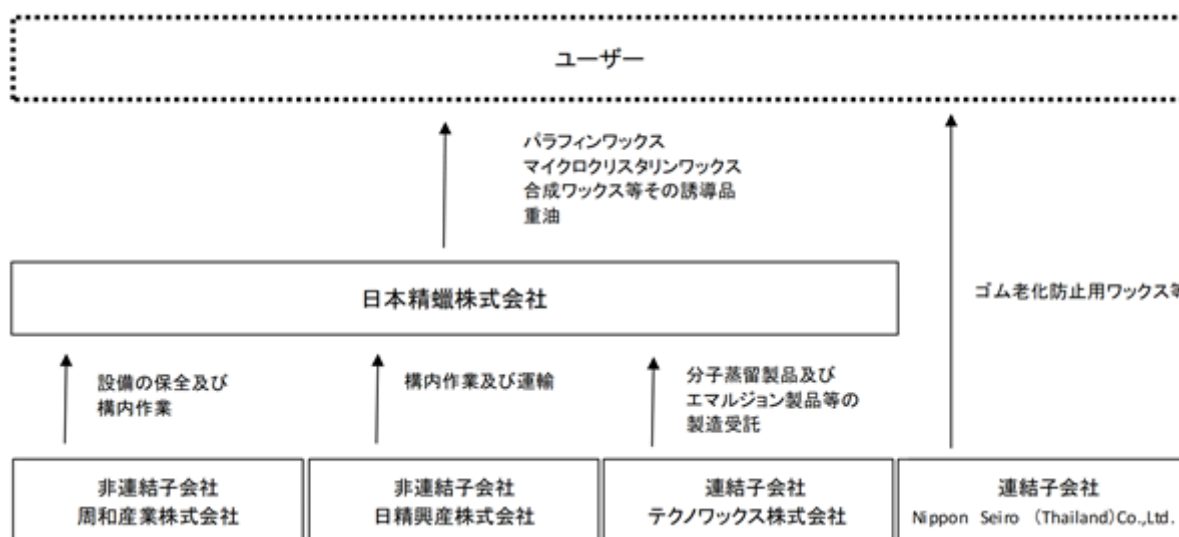 ユーザー
パラフィンワックス
マイクロクリスタリンワックス
合成ワックス等その誘導品
重油
日本精蠟株式会社
ゴム老化防止用ワックス等
設備の保全及び
構内作業
構内作業及び運輸
分子蒸留製品及び
エマルジョン製品等の
製造受託
非連結子会社
周和産業株式会社
非連結子会社
日精興産株式会社
連結子会社
テクノワックス株式会社
連結子会社
Nippon Seiro （Thailand)Co.,Ltd.